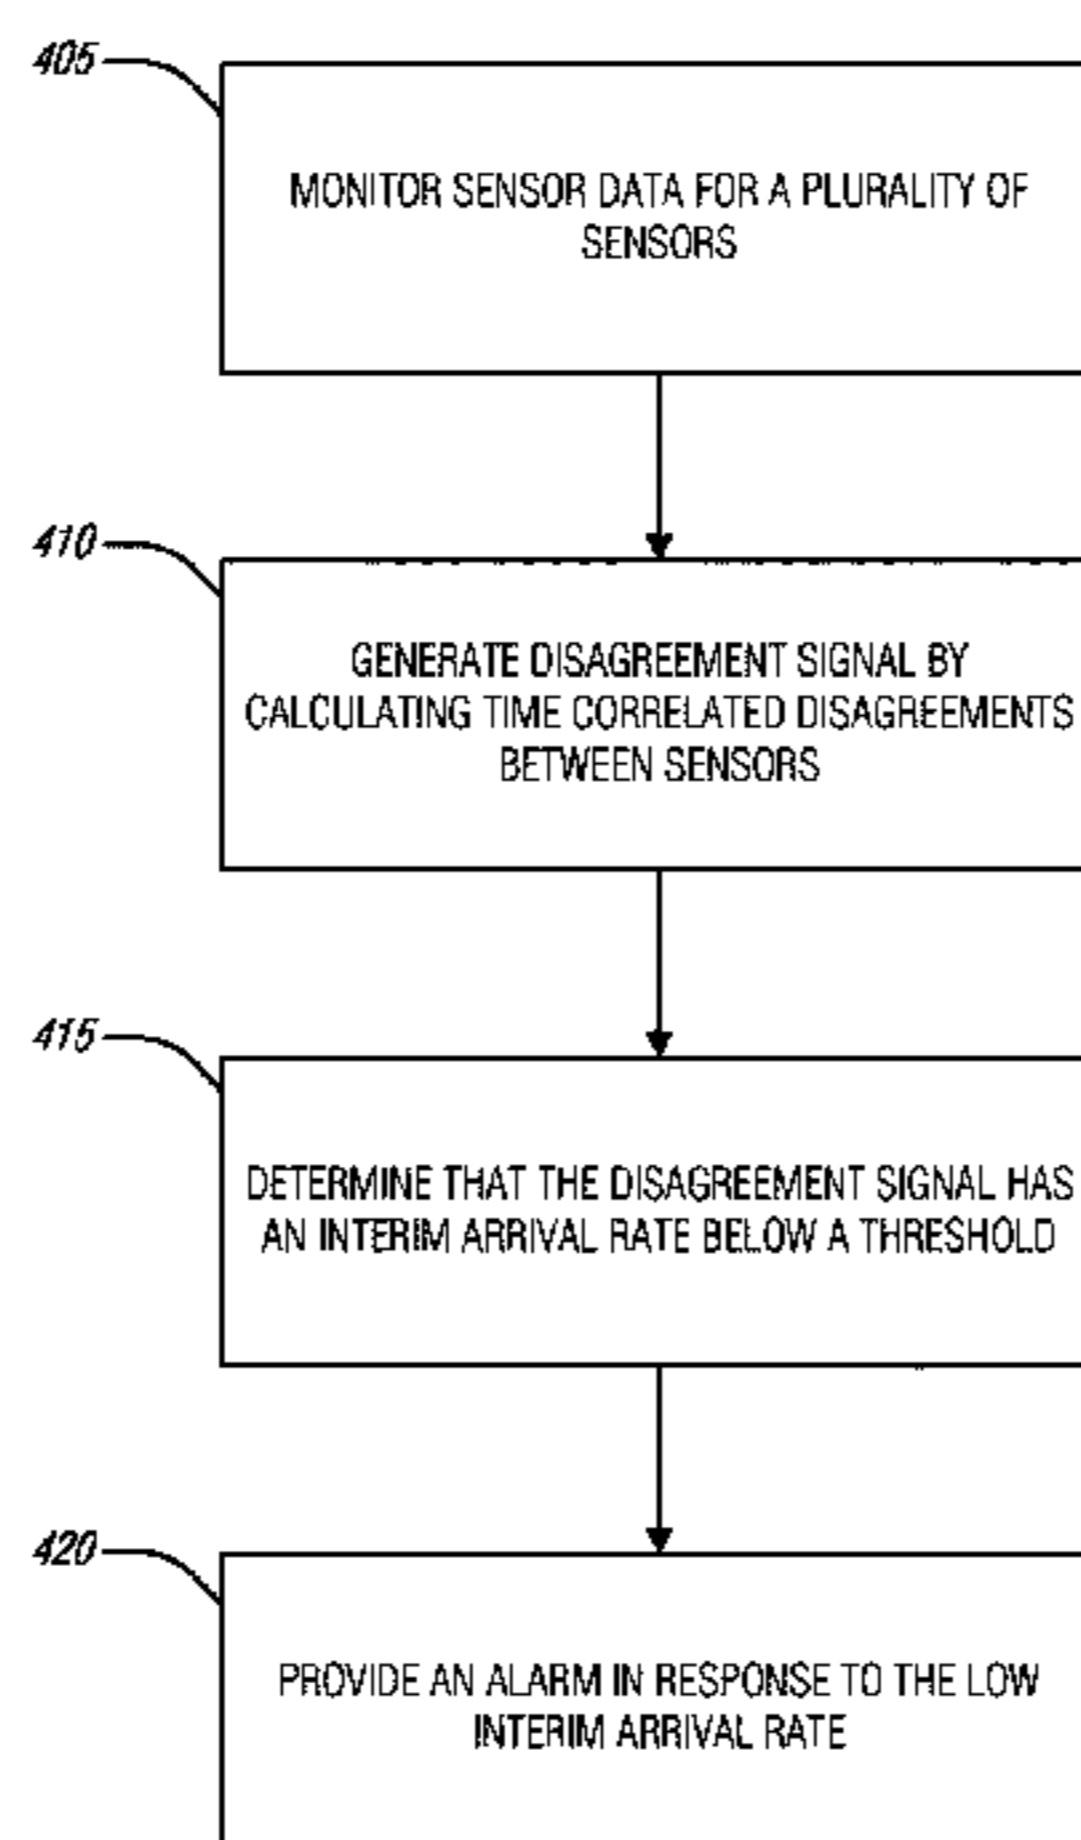 405
MONITOR SENSOR DATA FOR A PLURALITY OF
SENSORS
410
GENERATE DISAGREEMENT SIGNAL BY
CALCULATING TIME CORRELATED DISAGREEMENTS
BETWEEN SENSORS
415
DETERMINE THAT THE DISAGREEMENT SIGNAL HAS
AN INTERIM ARRIVAL RATE BELOW A THRESHOLD
420
PROVIDE AN ALARM IN RESPONSE TO THE LOW
INTERIM ARRIVAL RATE